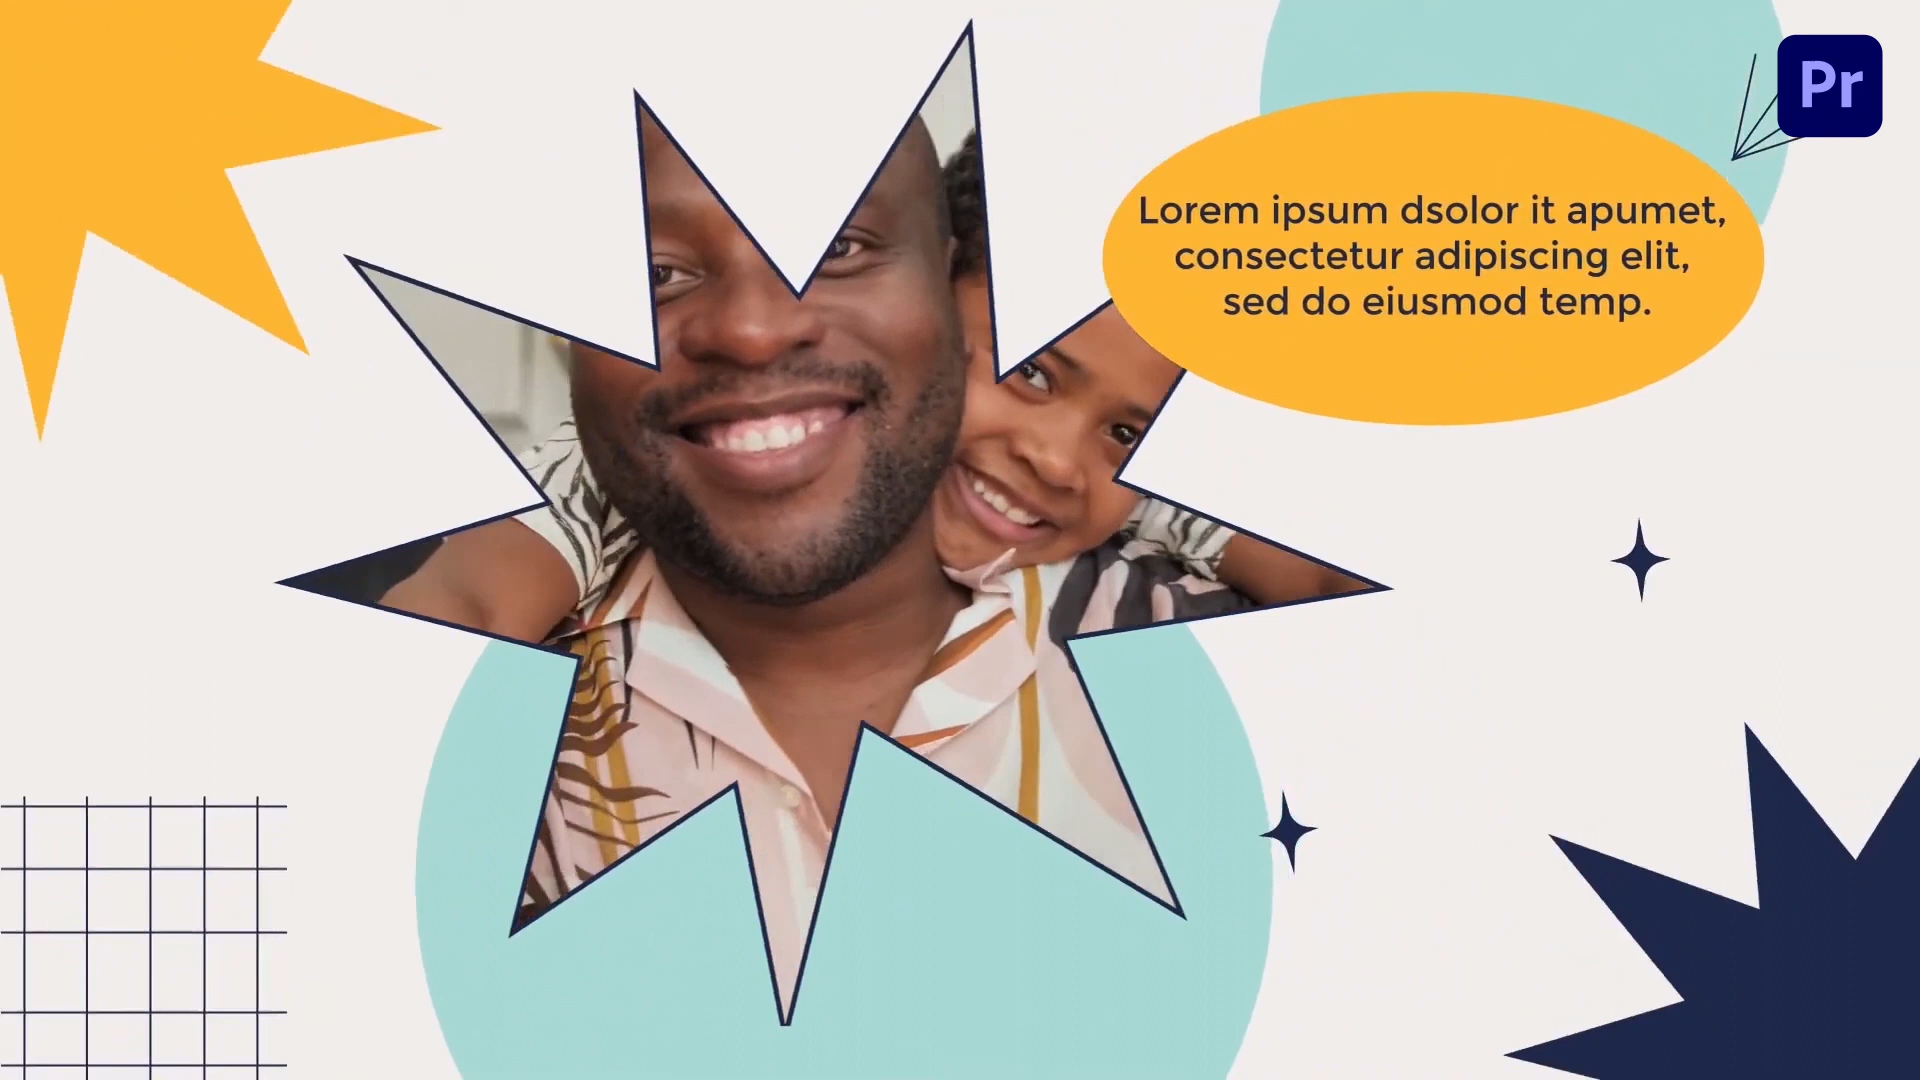 Pr
Lorem ipsum dsolor it apumet,
consectetur adipiscing elit,
sed do eiusmod temp.